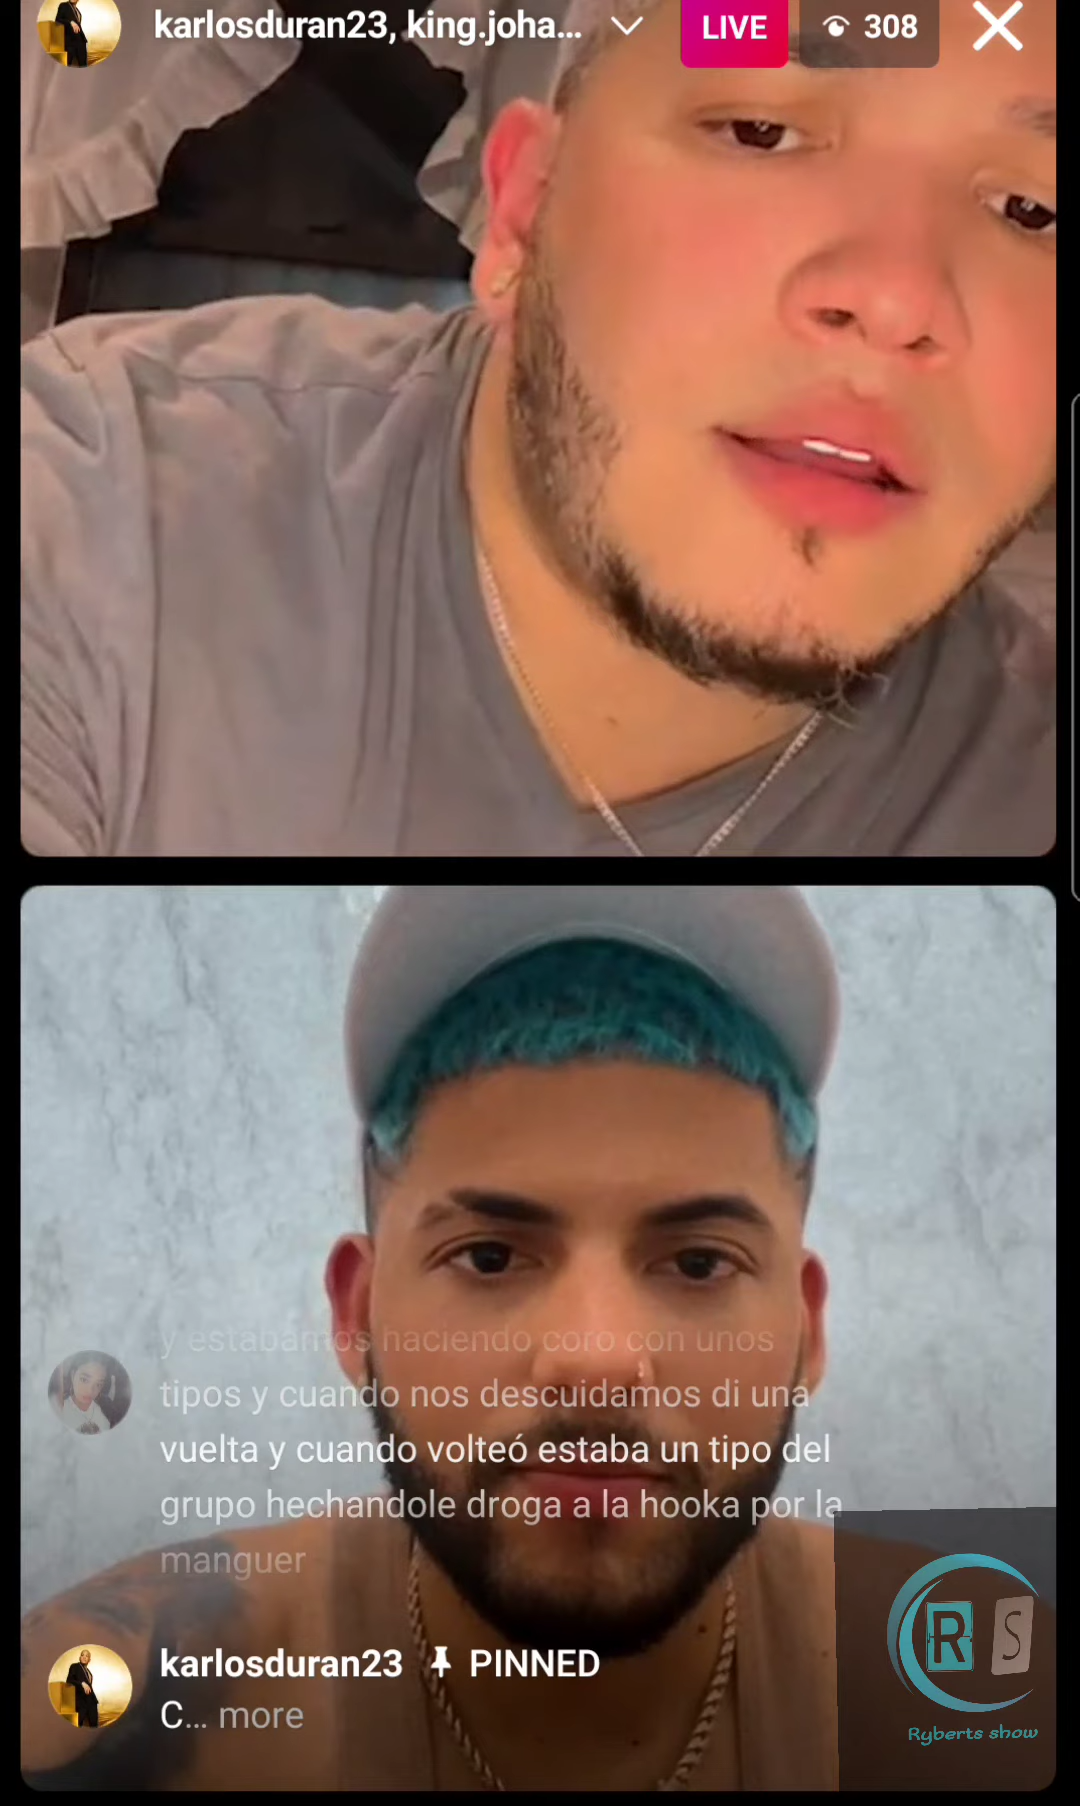 karlosduran23, king.joha...
LIVE
308
y estabamos haciendo coro con unos
tipos y cuando nos descuidamos di una
vuelta y cuando volteó estaba un tipo del
grupo hechandole droga a la hooka por la
manguer
karlosduran23 PINNED
C... more
R S
Ryberts show